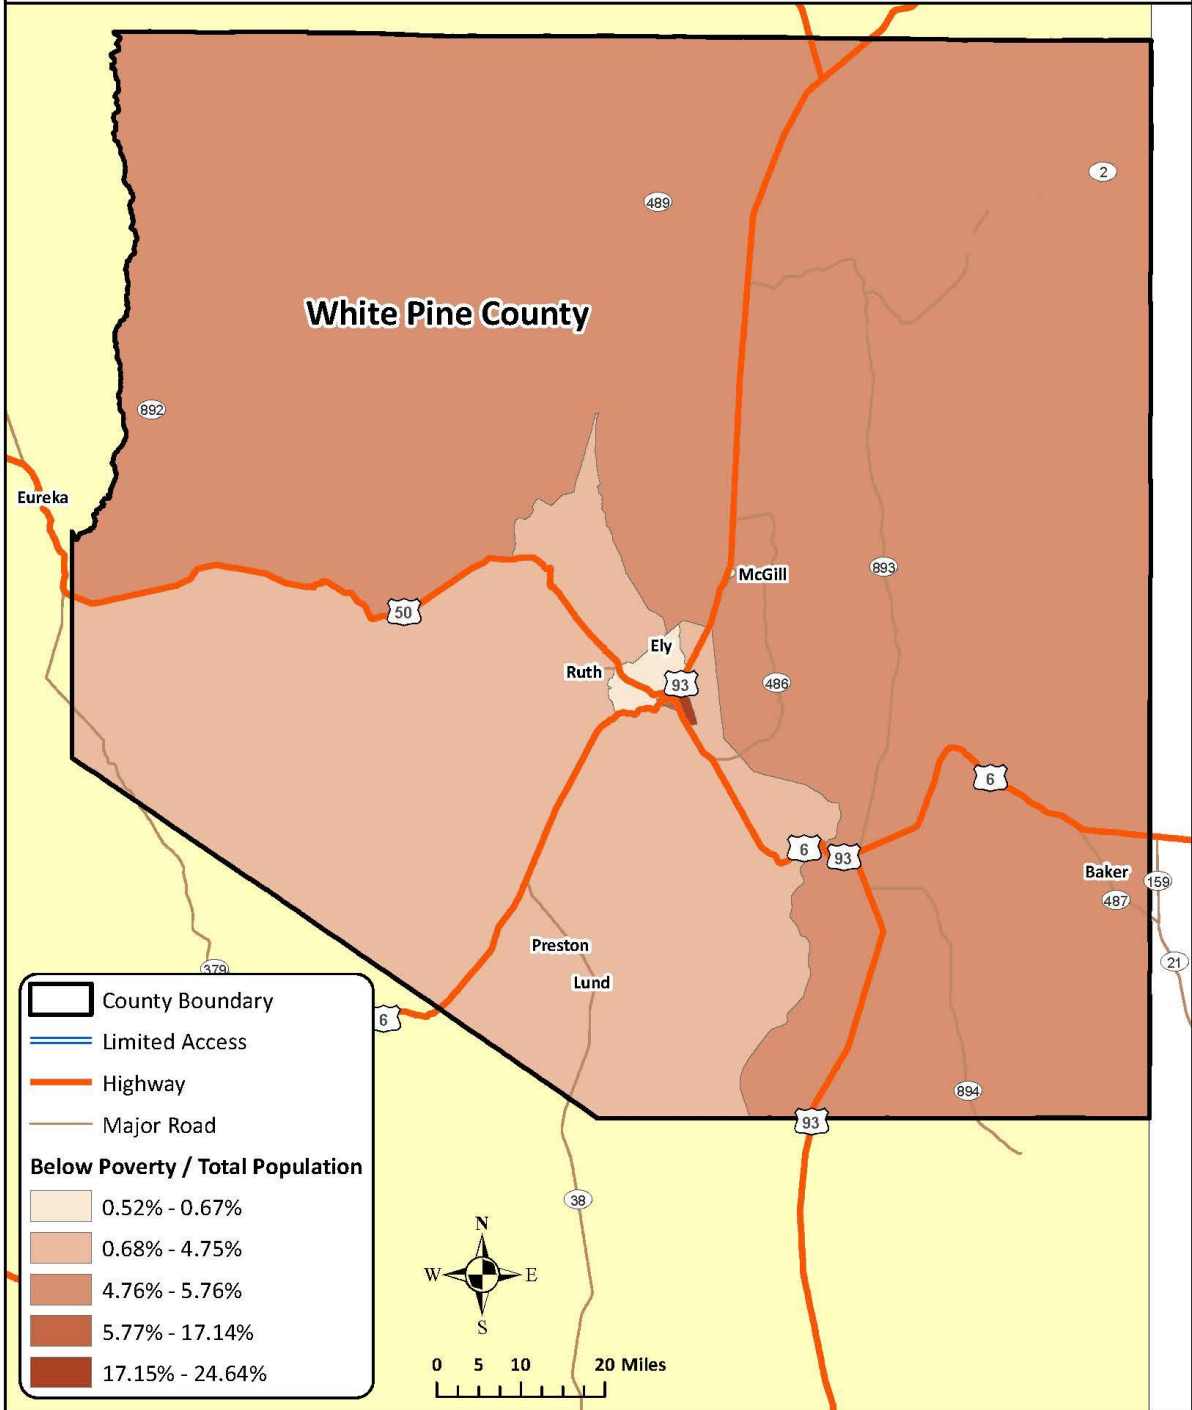 2
489
White Pine County
892
Eureka
McGill
893
50
Ely
Ruth
93
486
6
6
93
Baker
159
487
Preston
21
Lund
379
6
County Boundary
Limited Access
Highway
Major Road
894
93
Below Poverty / Total Population
0.52% - 0.67%
0.68% - 4.75%
4.76% - 5.76%
5.77% - 17.14%
17.15% - 24.64%
38
N
W E
S
0 5 10 20 Miles